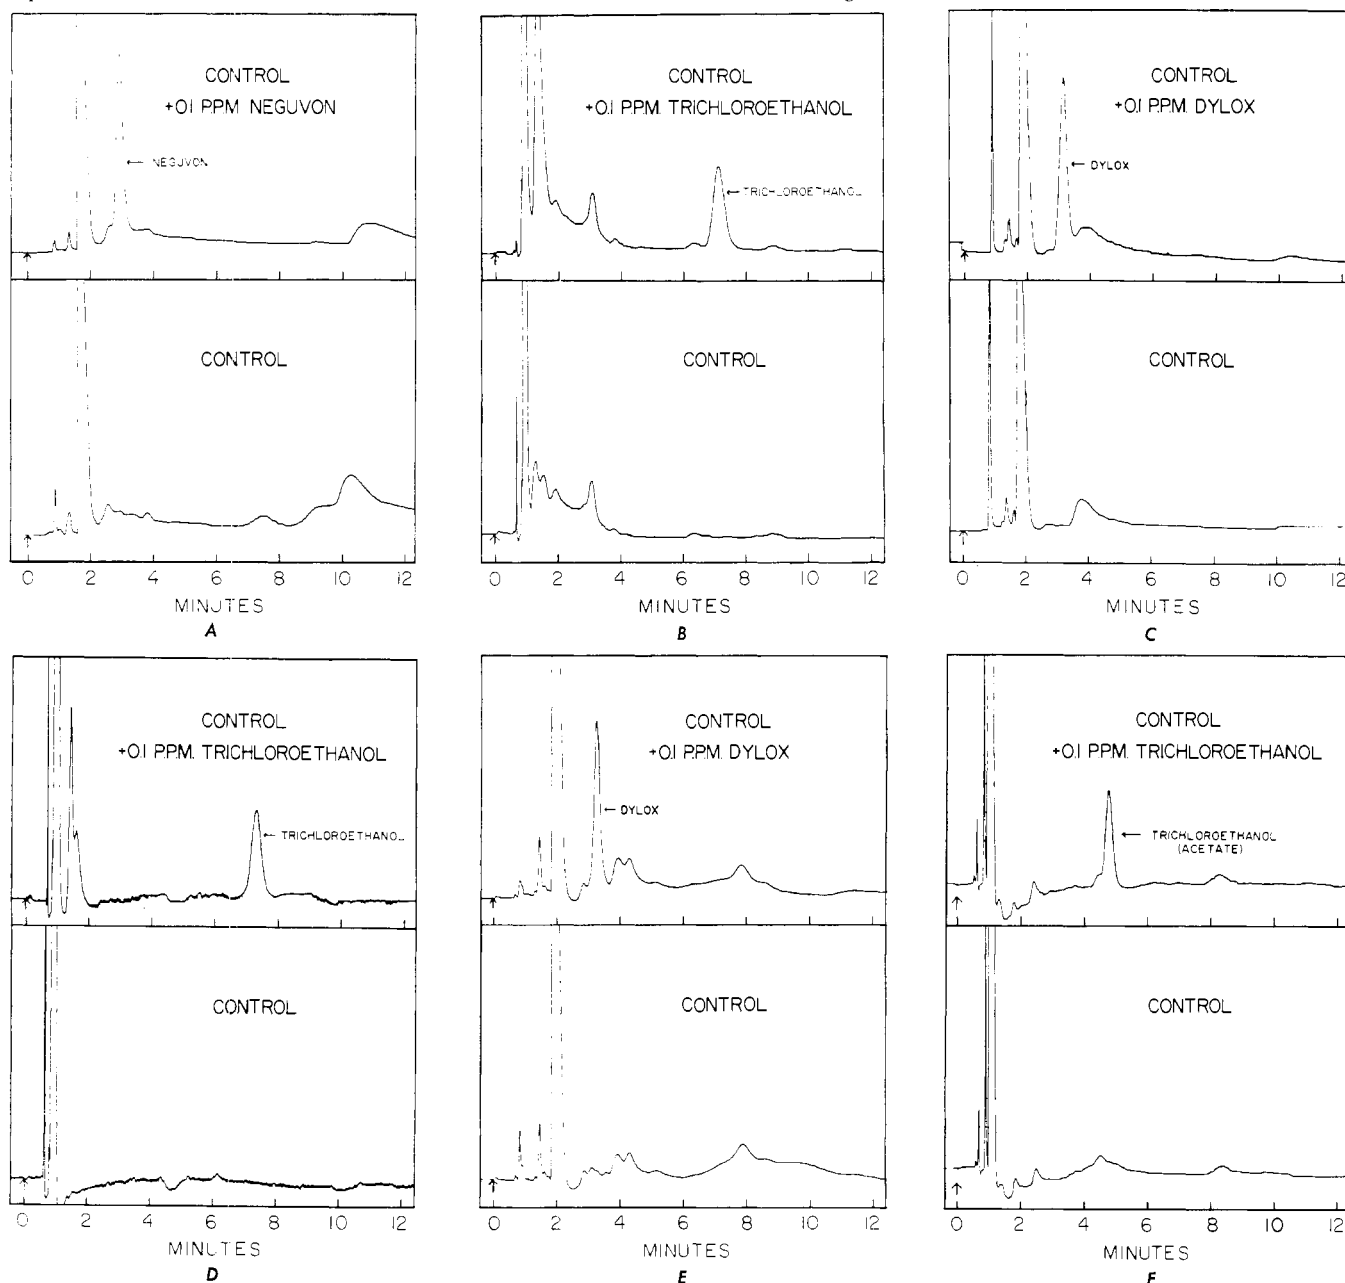 CONTROL
+0.1 P.P.M. NEGUVON
← NEGUVON
CONTROL
0 2 4 6 8 10 12
MINUTES
A
CONTROL
+0.1 P.P.M. TRICHLOROETHANOL
← TRICHLOROETHANOL
CONTROL
0 2 4 6 8 10 12
MINUTES
B
CONTROL
+0.1 P.P.M. DYLOX
← DYLOX
CONTROL
0 2 4 6 8 10 12
MINUTES
C
CONTROL
+0.1 P.P.M. TRICHLOROETHANOL
← TRICHLOROETHANOL
CONTROL
0 2 4 6 8 10 12
MINUTES
D
CONTROL
+0.1 P.P.M. DYLOX
← DYLOX
CONTROL
0 2 4 6 8 10 12
MINUTES
E
CONTROL
+0.1 P.P.M. TRICHLOROETHANOL
← TRICHLOROETHANOL
(ACETATE)
CONTROL
0 2 4 6 8 10 12
MINUTES
F